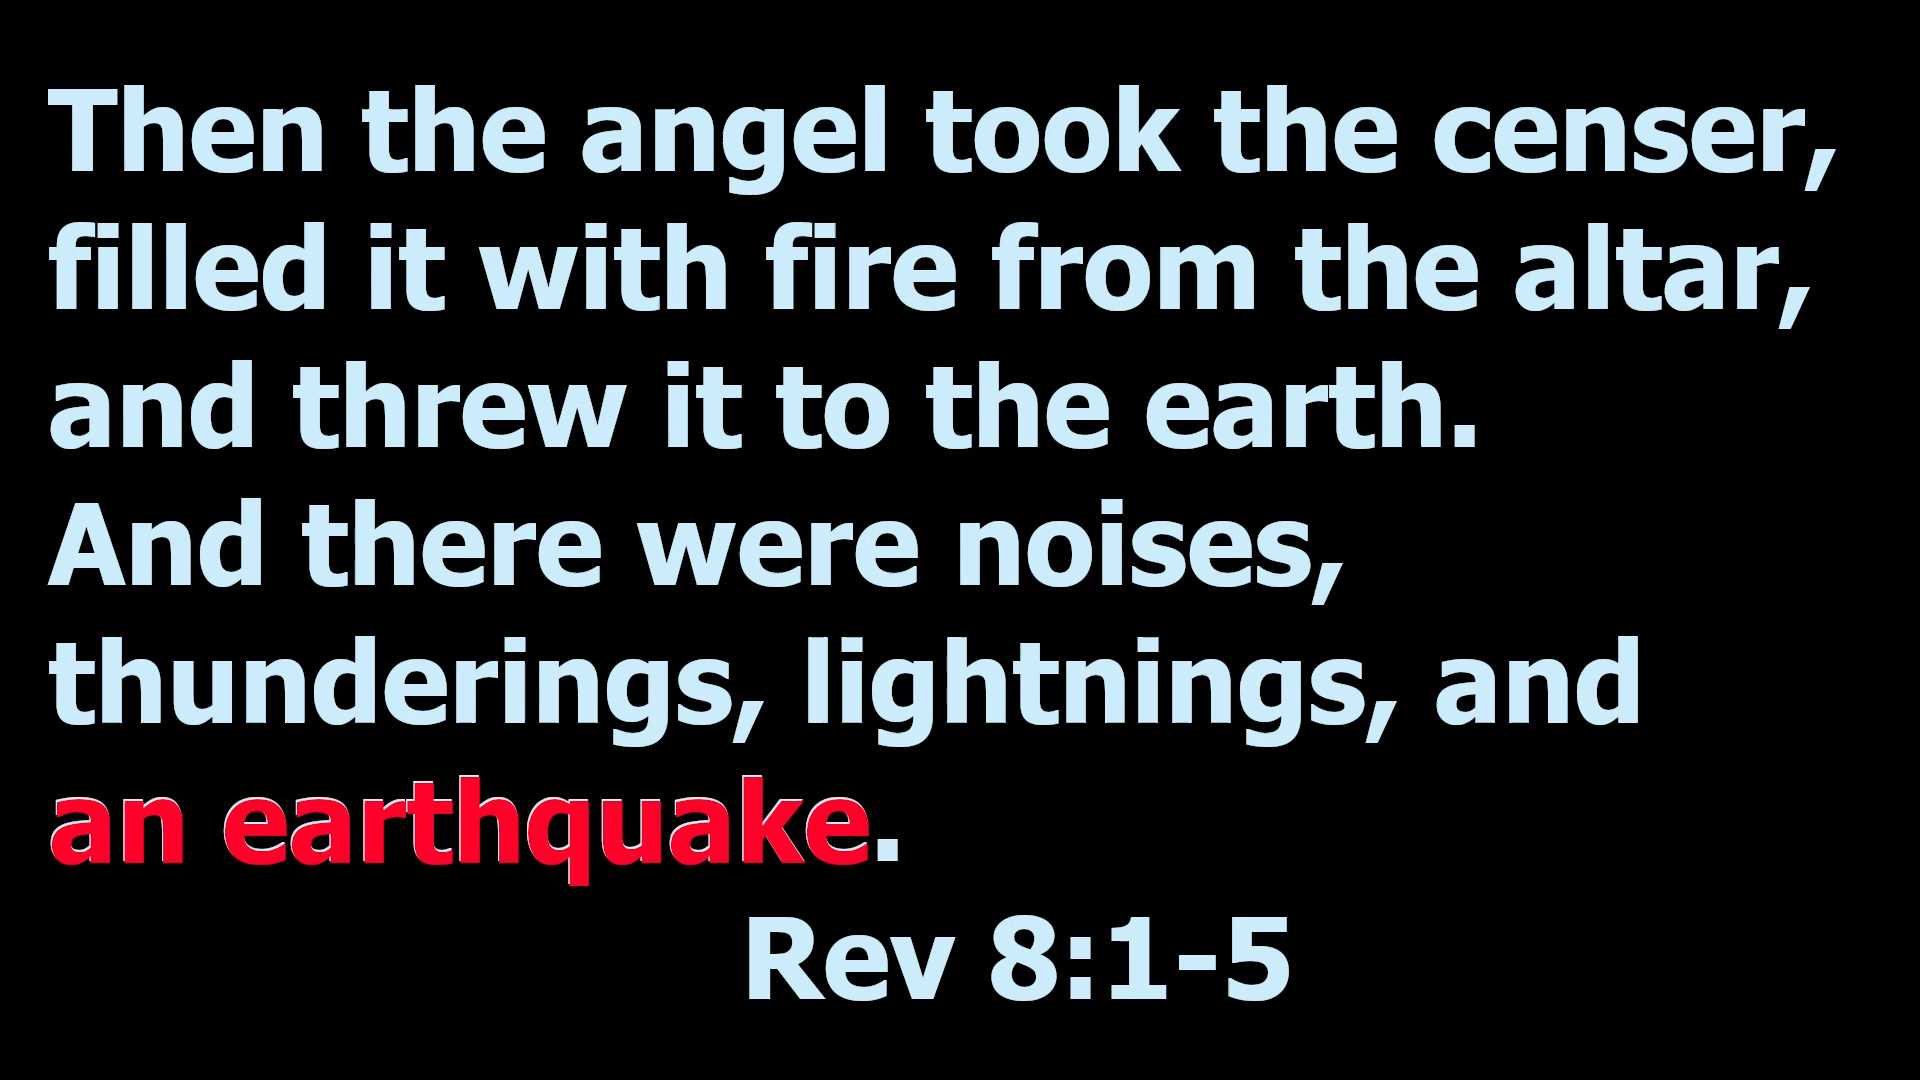 Then the angel took the censer,
filled it with fire from the altar,
and threw it to the earth.
And there were noises,
thunderings, lightnings, and
an earthquake.
Rev 8:1-5